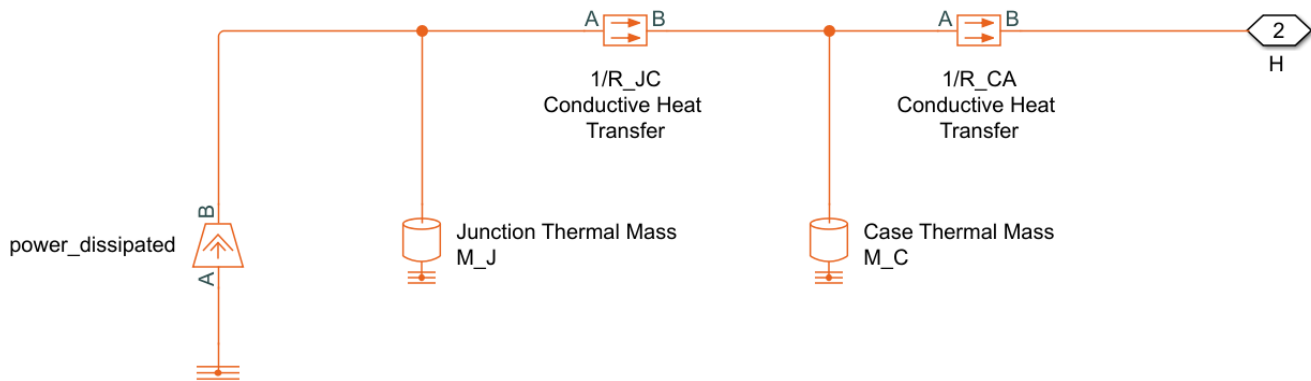 A
B
A
B
2
H
1/R_JC
Conductive Heat
Transfer
1/R_CA
Conductive Heat
Transfer
B
power_dissipated
A
Junction Thermal Mass
M_J
Case Thermal Mass
M_C